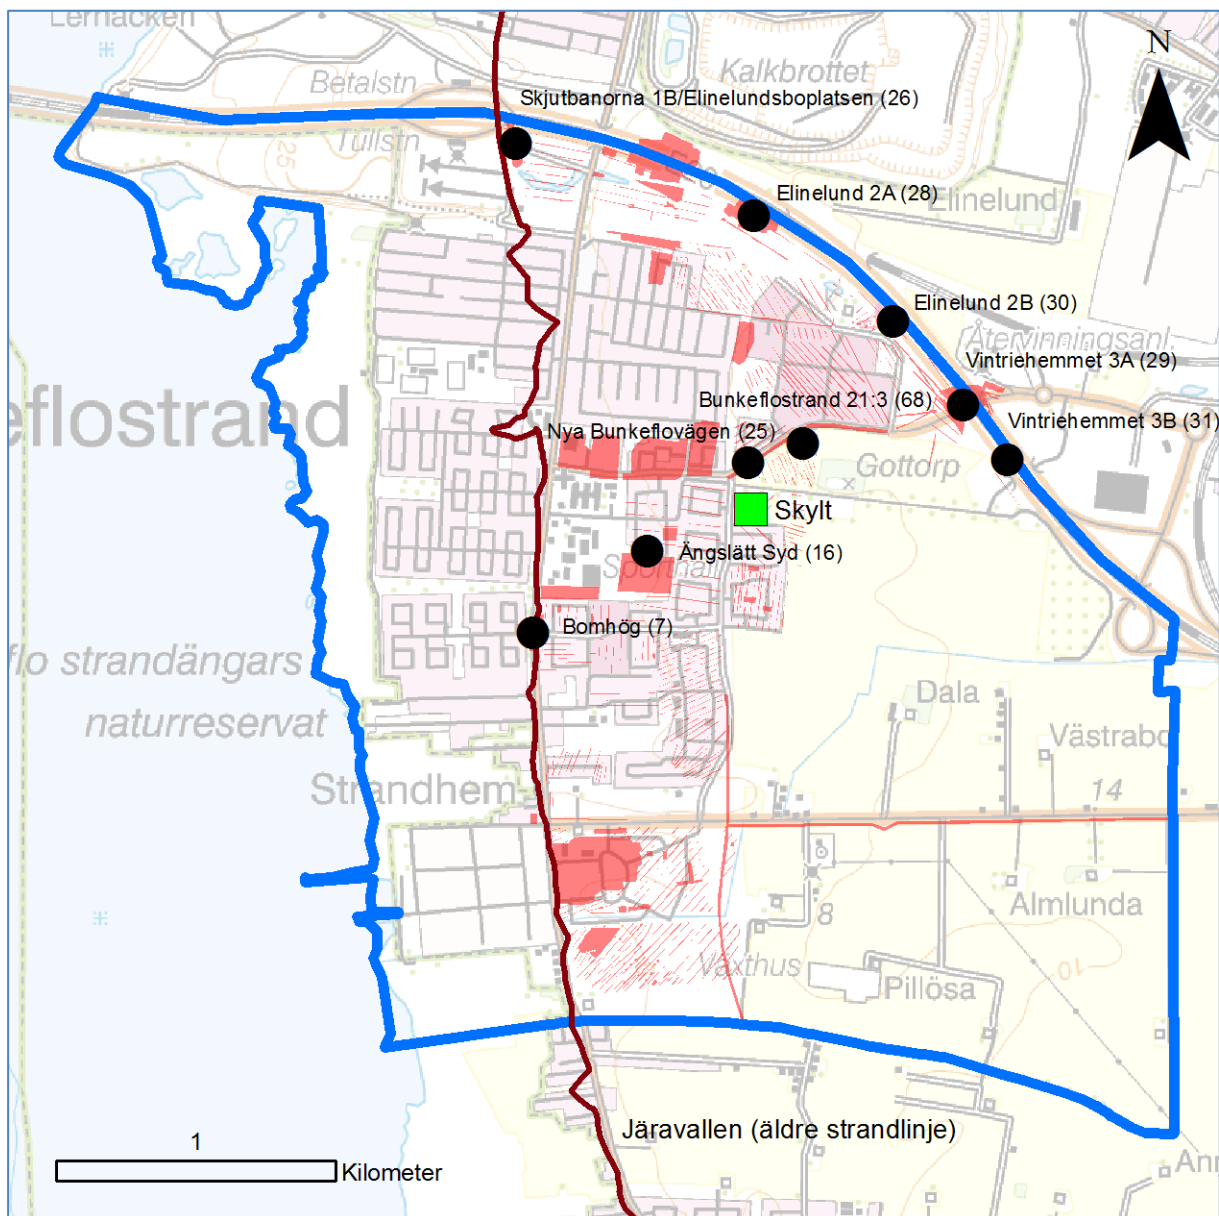 Lernacken
Betalstn
Kalkbrottet
N
Skjutbanorna 1B/Elinelundsboplatsen (26)
Tullstn
25
Elinelund 2A (28)
Elinelund
Elinelund 2B (30)
Återvinningsanl.
Vintriehemmet 3A (29)
eflostrand
Bunkeflostrand 21:3 (68)
Vintriehemmet 3B (31)
Nya Bunkeflovägen (25)
Gottorp
Skylt
Ängslätt Syd (16)
Bomhög (7)
flo strandängars
naturreservat
Dala
Västrabo
Strandhem
14
8
Almlunda
Växthus
10
Pillösa
Järavallen (äldre strandlinje)
1
Kilometer
Ann